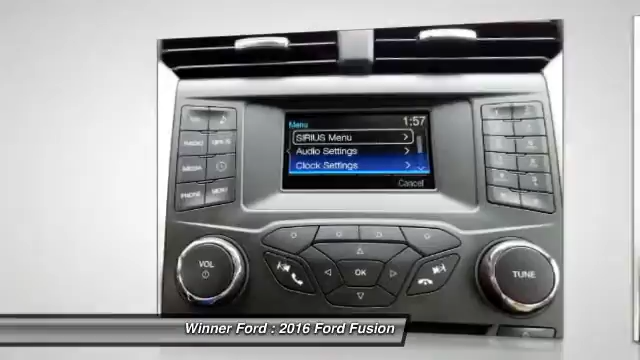 Menu
1:57
SIRIUS Menu
Audio Settings
Clock Settings
Cancel
RADIO
MEDIA
PHONE MENU
VOL
OK
TUNE
Winner Ford : 2016 Ford Fusion